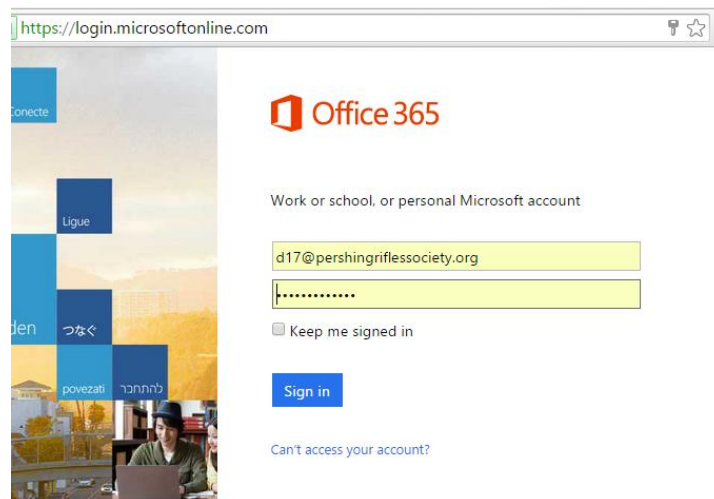 https://login.microsoftonline.com
Conecte
Office 365
Work or school, or personal Microsoft account
Ligue
d17@pershingriflessociety.org
•••••••••••••
den
つなぐ
Keep me signed in
povezati
להתחבר
Sign in
Can't access your account?